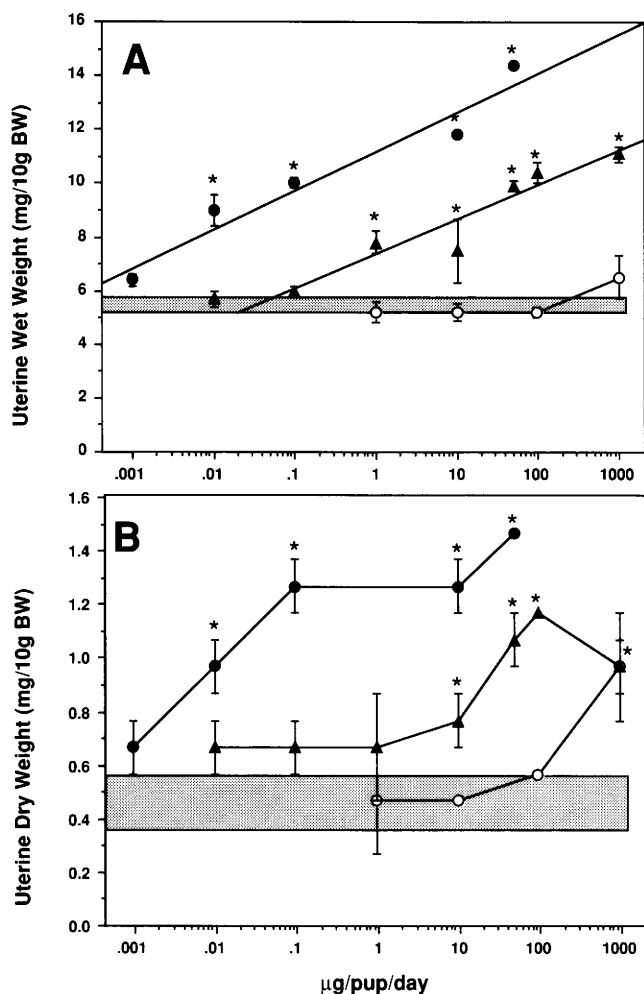 A
Uterine Wet Weight (mg/10g BW)
16
14
12
10
8
6
4
2
0
* * * * * * * * * *
.001 .01 .1 1 10 100 1000
B
Uterine Dry Weight (mg/10g BW)
1.6
1.4
1.2
1.0
0.8
0.6
0.4
0.2
0.0
* * * * * * * *
.001 .01 .1 1 10 100 1000
µg/pup/day